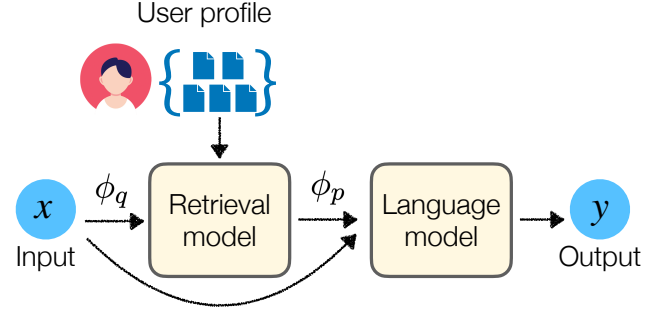 User profile
x
Input
ϕq
Retrieval
model
ϕp
Language
model
y
Output